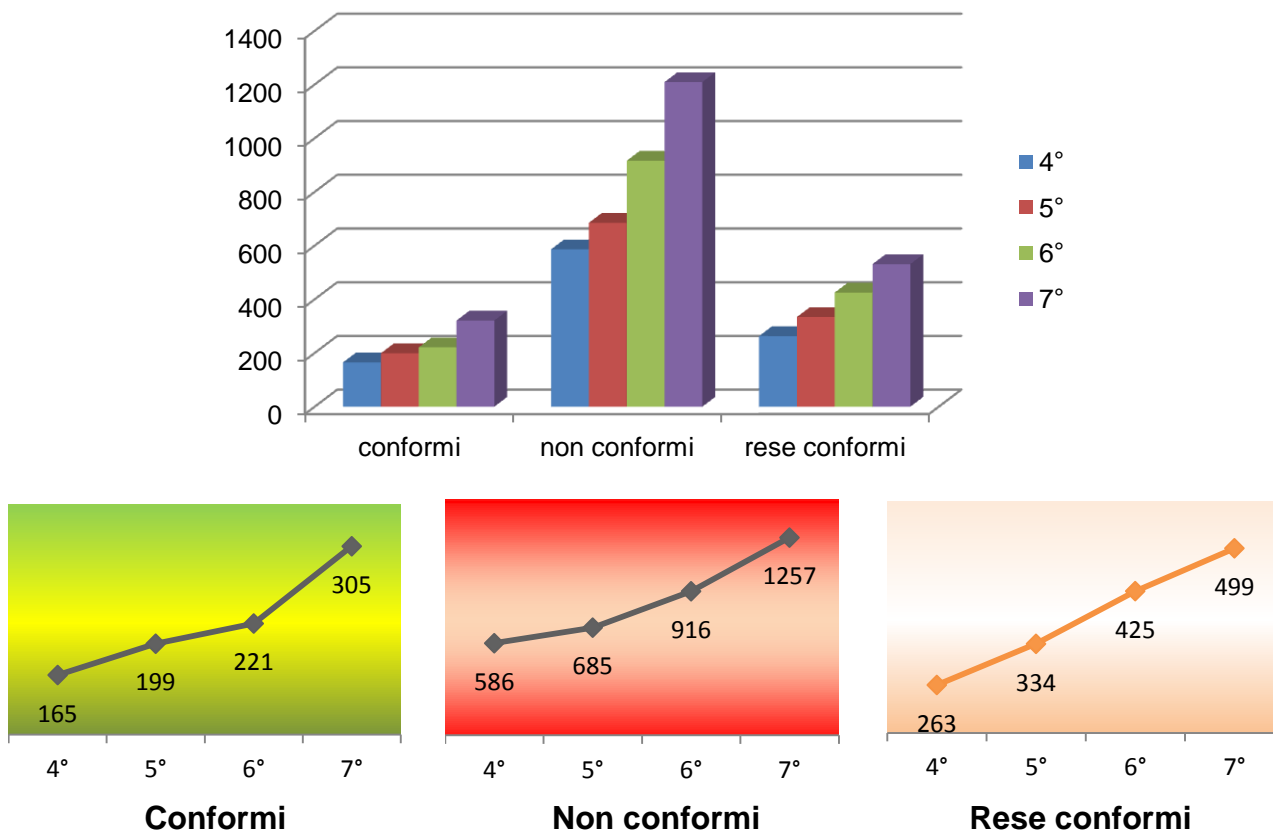 1400
1200
1000
800
600
400
200
0
conformi non conformi rese conformi
4°
5°
6°
7°
165 199 221 305
4° 5° 6° 7°
Conformi
586 685 916 1257
4° 5° 6° 7°
Non conformi
263 334 425 499
4° 5° 6° 7°
Rese conformi